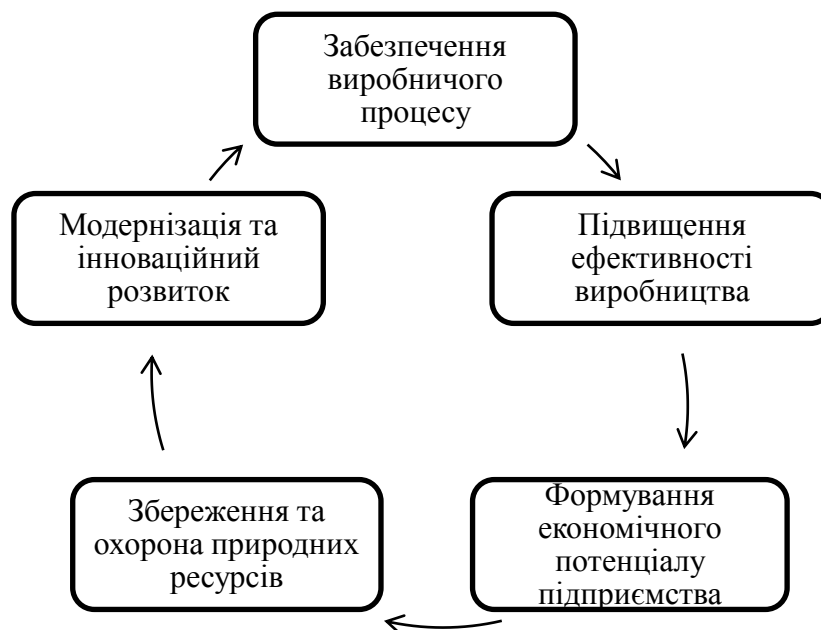 Забезпечення
виробничого
процесу
Підвищення
ефективності
виробництва
Формування
економічного
потенціалу
підприємства
Збереження та
охорона природних
ресурсів
Модернізація та
інноваційний
розвиток